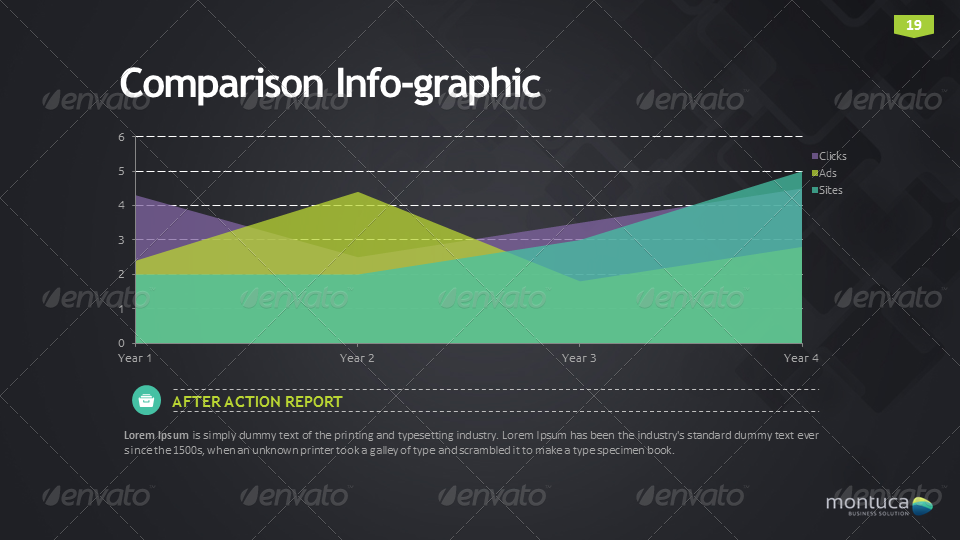 19
Comparison Info-graphic
envato envato envato envato envato
6
5
4
3
2
1
0
Clicks
Ads
Sites
envato envato envato envato envato
Year 1 Year 2 Year 3 Year 4
AFTER ACTION REPORT
Lorem Ipsum is simply dummy text of the printing and typesetting industry. Lorem Ipsum has been the industry's standard dummy text ever
since the 1500s, when an unknown printer took a galley of type and scrambled it to make a type specimen book.
envato envato envato envato envato
montuca
BUSINESS SOLUTION